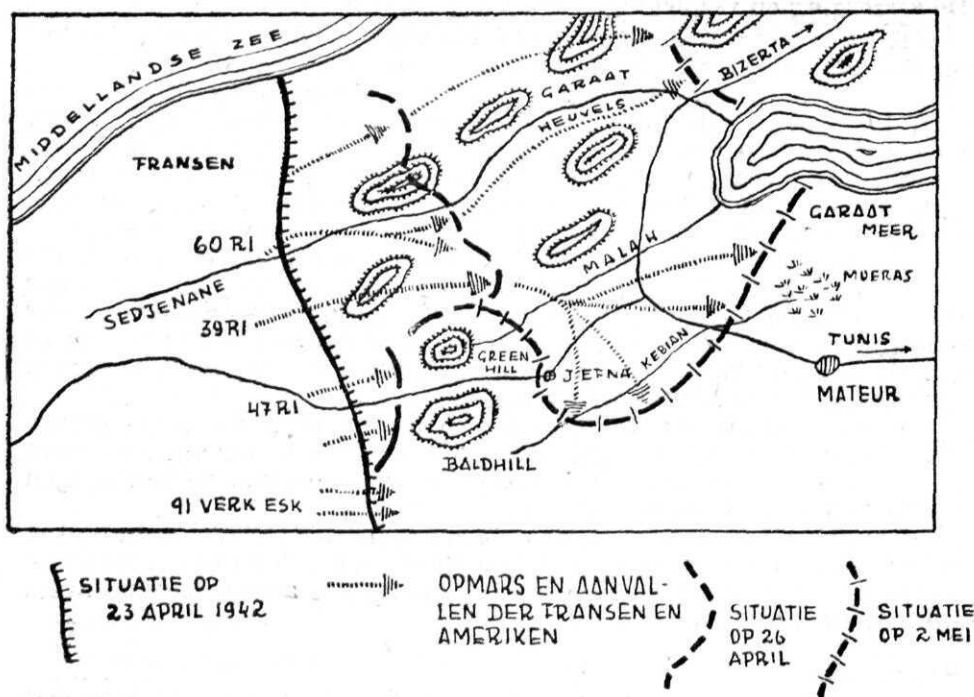 MIDDELLANDSE ZEE
GARAAT
HEUVELS
BIZERTA
FRANSEN
60 RI
SEDJENANE
39 RI
47 RI
91 VERK ESK
GREEN
HILL
MALAH
JEFNA
KEBIAN
BALDHILL
GARAAT
MEER
MUERAS
TUNIS
MATEUR
SITUATIE OP
23 APRIL 1942
OPMARS EN AANVAL-
LEN DER FRANSEN EN
AMERIKEN
SITUATIE
OP 26
APRIL
SITUATIE
OP 2 MEI